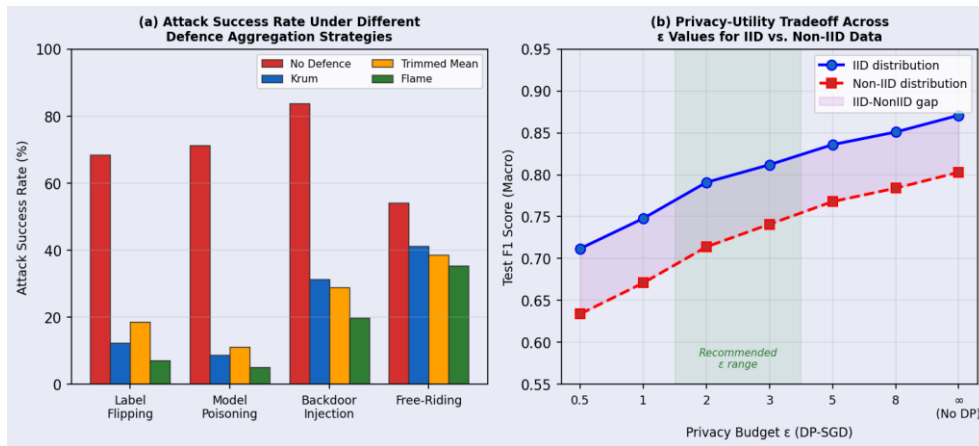 (a) Attack Success Rate Under Different
Defence Aggregation Strategies
100
80
60
40
20
0
Attack Success Rate (%)
No Defence
Krum
Trimmed Mean
Flame
Label
Flipping
Model
Poisoning
Backdoor
Injection
Free-Riding
(b) Privacy-Utility Tradeoff Across
ε Values for IID vs. Non-IID Data
0.95
0.90
0.85
0.80
0.75
0.70
0.65
0.60
0.55
Test F1 Score (Macro)
IID distribution
Non-IID distribution
IID-NonIID gap
Recommended
ε range
0.5
1
2
3
5
8
∞
(No DP)
Privacy Budget ε (DP-SGD)